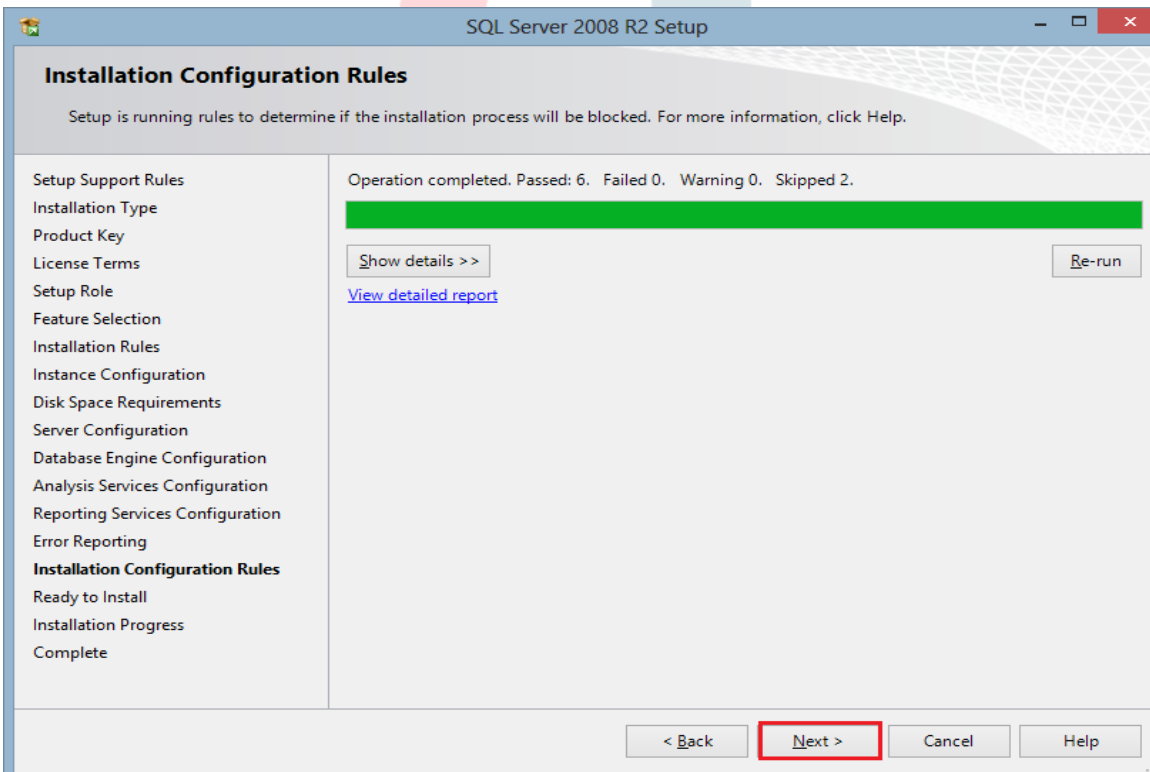 SQL Server 2008 R2 Setup
Installation Configuration Rules
Setup is running rules to determine if the installation process will be blocked. For more information, click Help.
Setup Support Rules
Installation Type
Product Key
License Terms
Setup Role
Feature Selection
Installation Rules
Instance Configuration
Disk Space Requirements
Server Configuration
Database Engine Configuration
Analysis Services Configuration
Reporting Services Configuration
Error Reporting
Installation Configuration Rules
Ready to Install
Installation Progress
Complete
Operation completed. Passed: 6.   Failed 0.   Warning 0.   Skipped 2.
Show details >>
Re-run
View detailed report
< Back
Next >
Cancel
Help